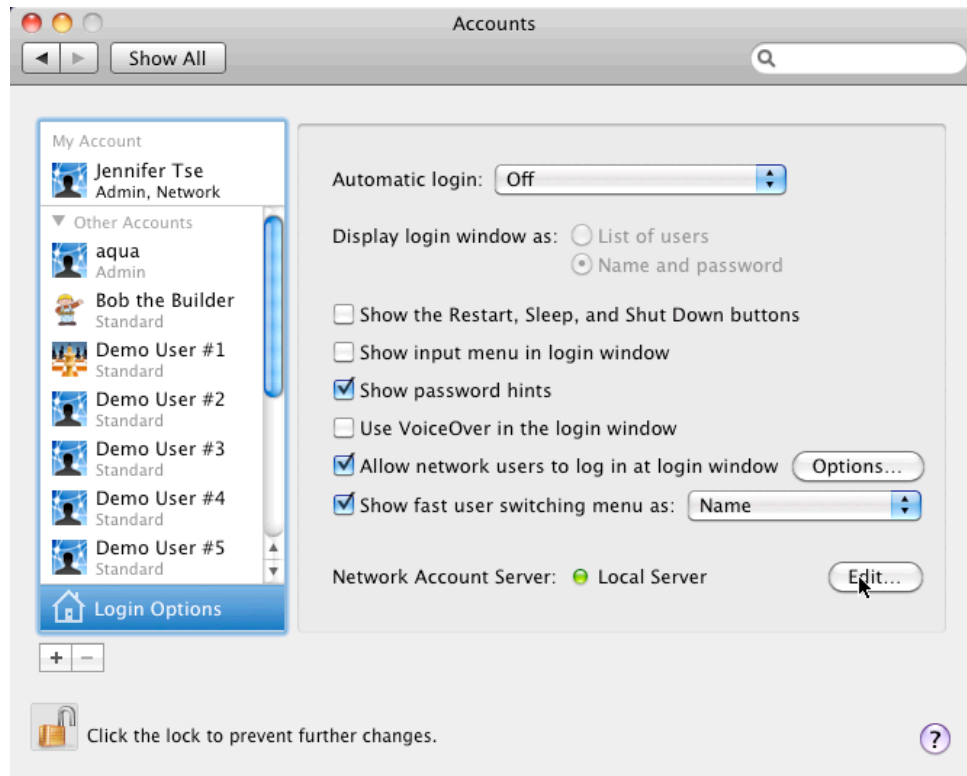 Accounts
Show All
My Account
Jennifer Tse
Admin, Network
Other Accounts
aqua
Admin
Bob the Builder
Standard
Demo User #1
Standard
Demo User #2
Standard
Demo User #3
Standard
Demo User #4
Standard
Demo User #5
Standard
Login Options
+ −
Automatic login: Off
Display login window as: List of users
Name and password
Show the Restart, Sleep, and Shut Down buttons
Show input menu in login window
Show password hints
Use VoiceOver in the login window
Allow network users to log in at login window Options...
Show fast user switching menu as: Name
Network Account Server: Local Server Edit...
Click the lock to prevent further changes.
?